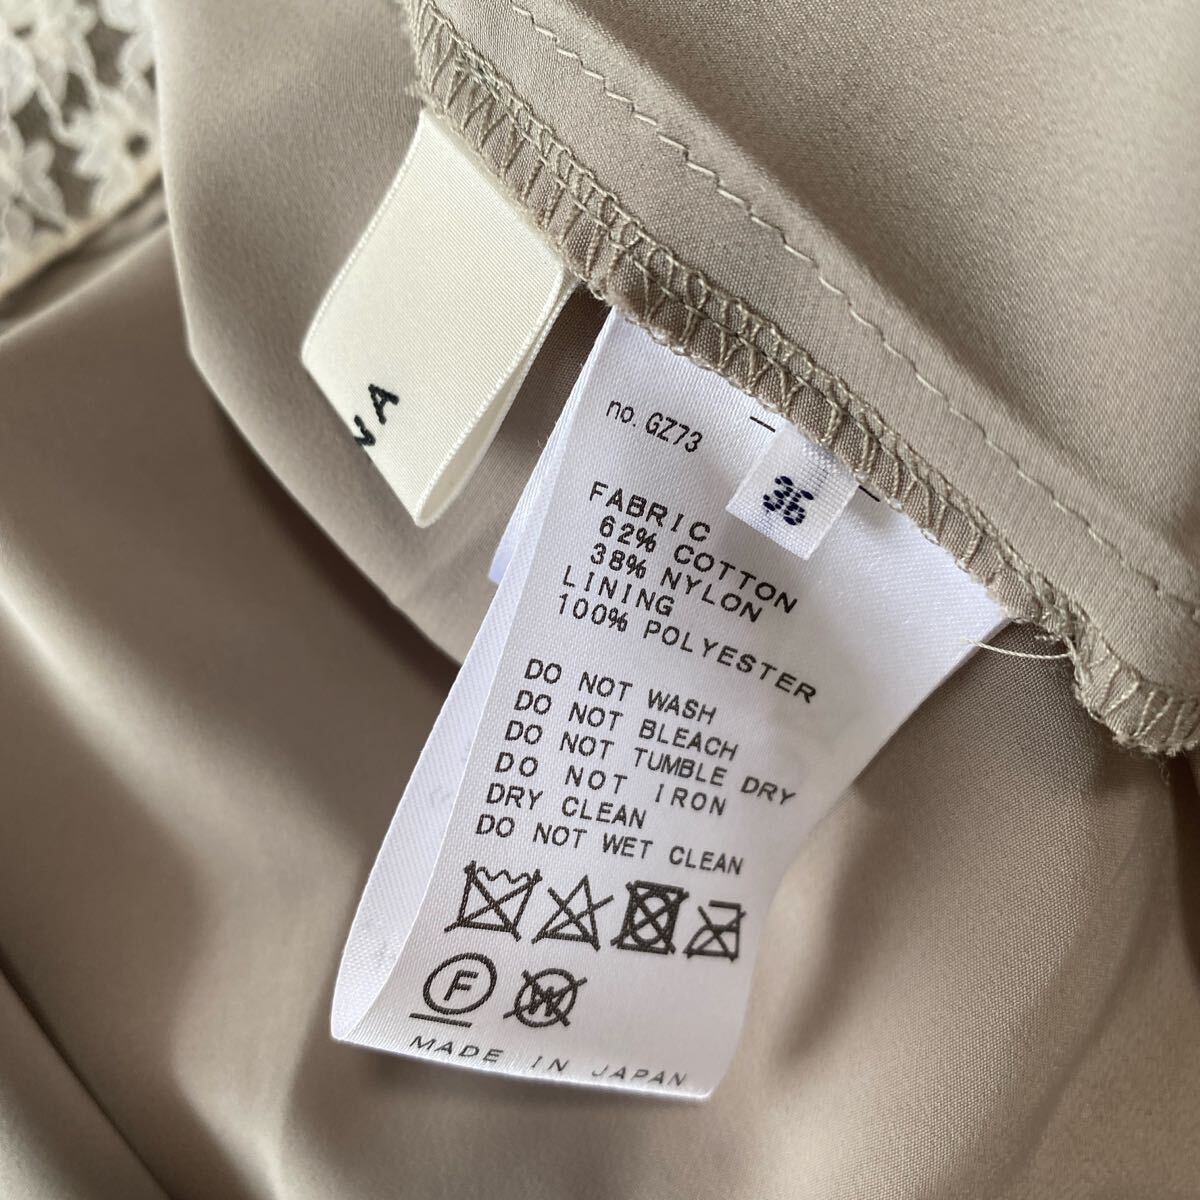 NA
no. GZ73
36
FABRIC
62% COTTON
38% NYLON
LINING
100% POLYESTER
DO NOT WASH
DO NOT BLEACH
DO NOT TUMBLE DRY
DO NOT IRON
DRY CLEAN
DO NOT WET CLEAN
F W
MADE IN JAPAN